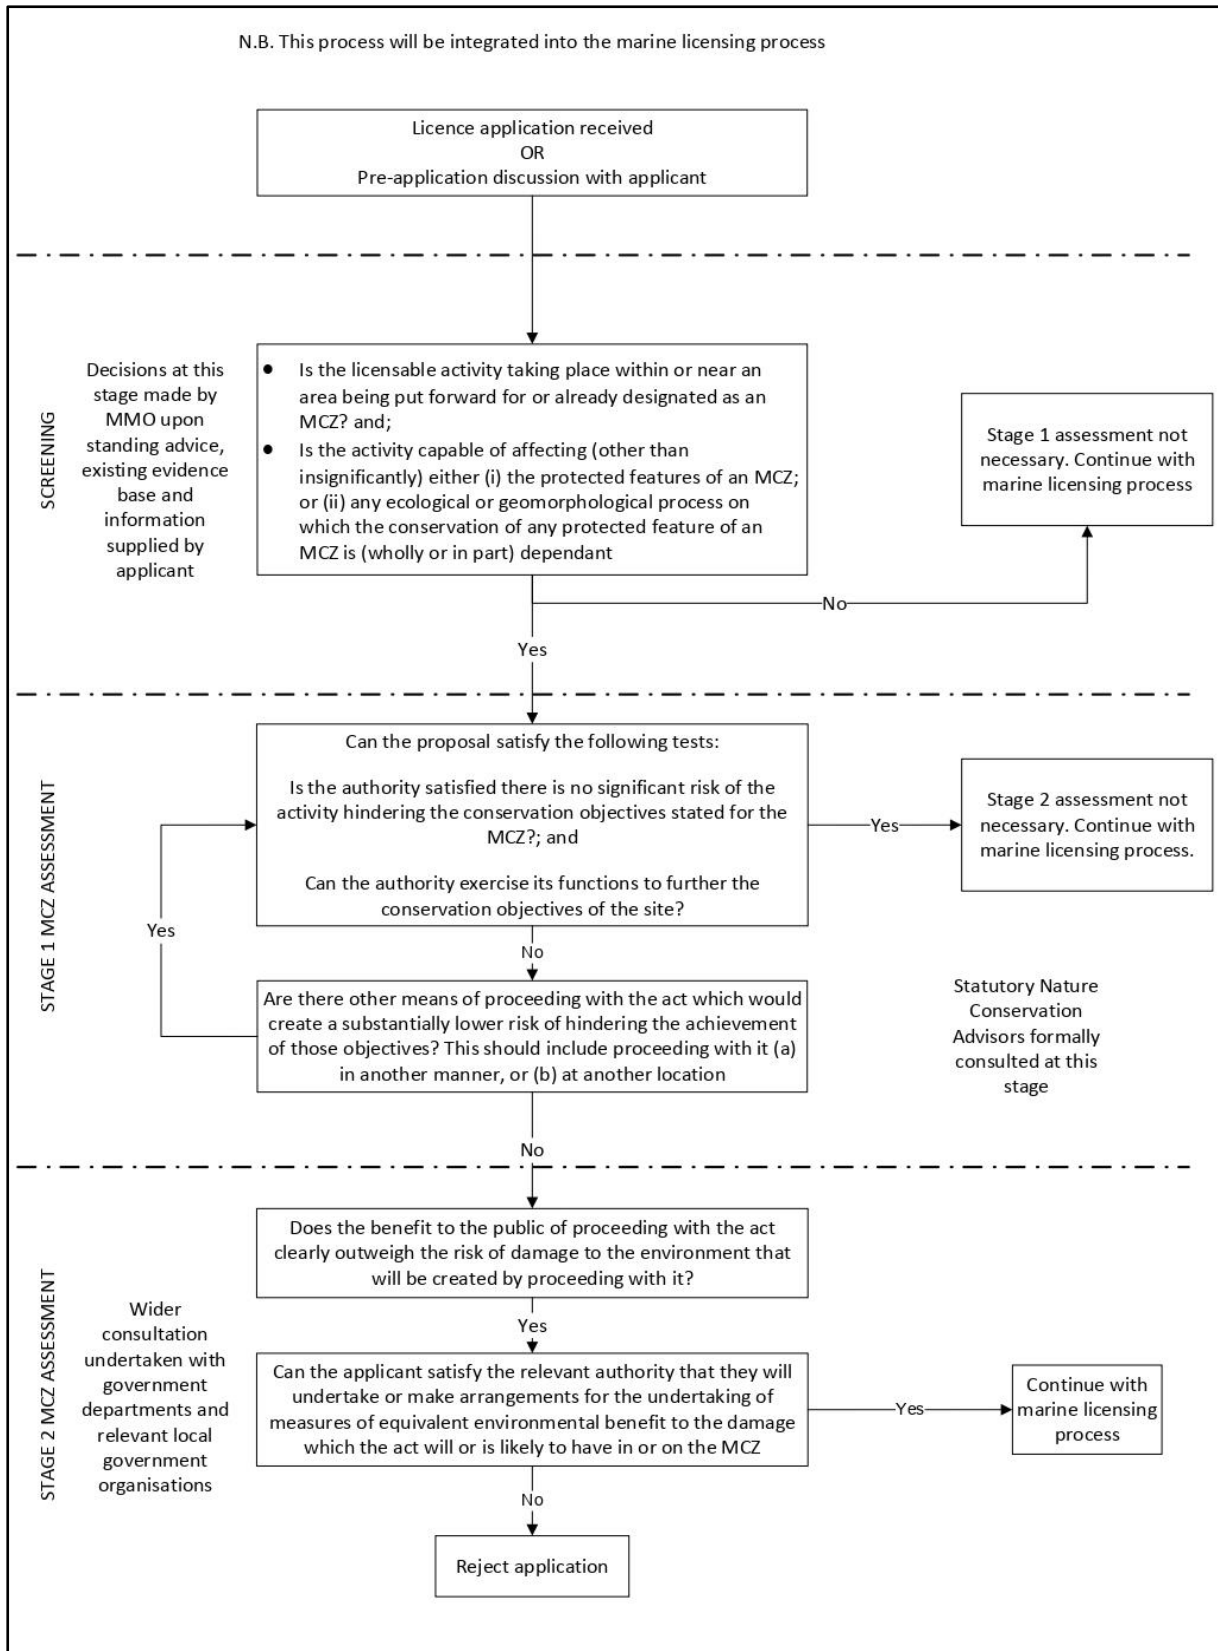 N.B. This process will be integrated into the marine licensing process
Licence application received
OR
Pre-application discussion with applicant
SCREENING
Decisions at this
stage made by
MMO upon
standing advice,
existing evidence
base and
information
supplied by
applicant
● Is the licensable activity taking place within or near an
area being put forward for or already designated as an
MCZ? and;
● Is the activity capable of affecting (other than
insignificantly) either (i) the protected features of an MCZ;
or (ii) any ecological or geomorphological process on
which the conservation of any protected feature of an
MCZ is (wholly or in part) dependant
Stage 1 assessment not
necessary. Continue with
marine licensing process
No
Yes
STAGE 1 MCZ ASSESSMENT
Can the proposal satisfy the following tests:
Is the authority satisfied there is no significant risk of the
activity hindering the conservation objectives stated for the
MCZ?; and
Can the authority exercise its functions to further the
conservation objectives of the site?
Yes
Stage 2 assessment not
necessary. Continue with
marine licensing process.
Yes
No
Are there other means of proceeding with the act which would
create a substantially lower risk of hindering the achievement
of those objectives? This should include proceeding with it (a)
in another manner, or (b) at another location
Statutory Nature
Conservation
Advisors formally
consulted at this
stage
No
STAGE 2 MCZ ASSESSMENT
Wider
consultation
undertaken with
government
departments and
relevant local
government
organisations
Does the benefit to the public of proceeding with the act
clearly outweigh the risk of damage to the environment that
will be created by proceeding with it?
Yes
Can the applicant satisfy the relevant authority that they will
undertake or make arrangements for the undertaking of
measures of equivalent environmental benefit to the damage
which the act will or is likely to have in or on the MCZ
Yes
Continue with
marine licensing
process
No
Reject application